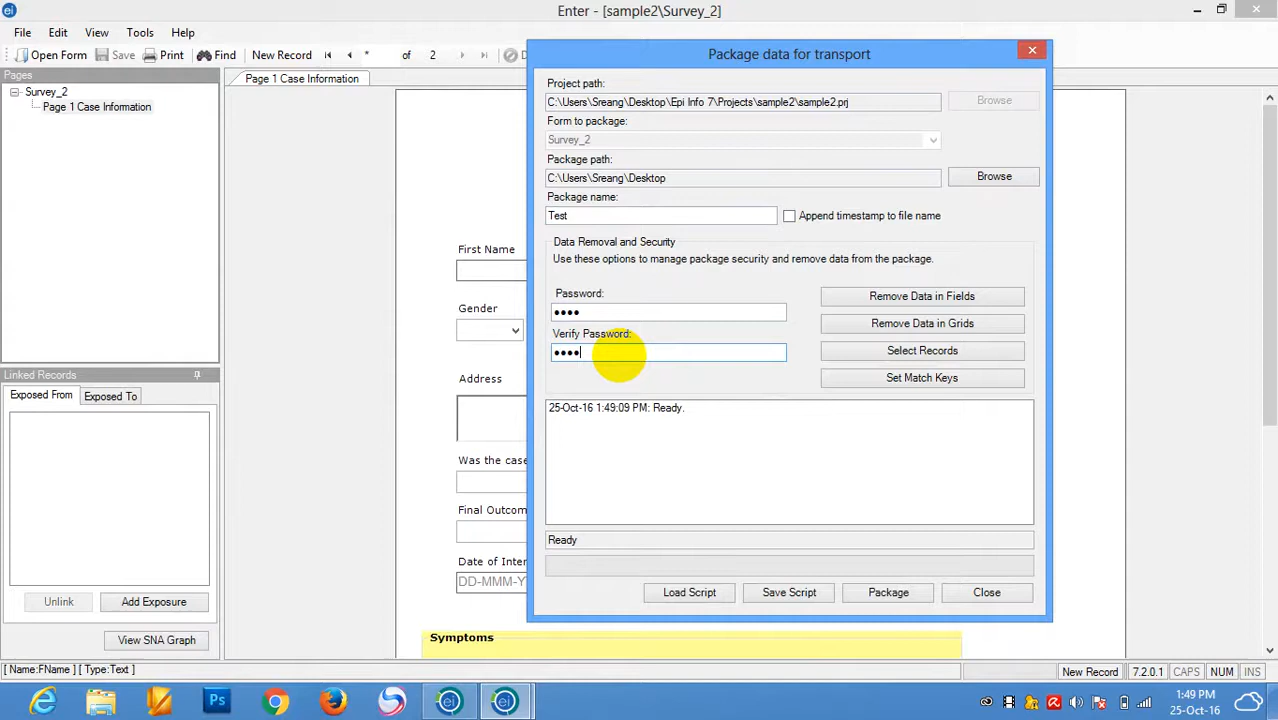 Enter - [sample2\Survey_2]
File Edit View Tools Help
Open Form Save Print * of 2 Find New Record
Pages
Survey_2
Page 1 Case Information
Page 1 Case Information
Linked Records
Exposed From Exposed To
Unlink Add Exposure
View SNA Graph
First Name
Gender
Address
Was the case
Final Outcom
Date of Inter
DD-MMM-Y
Symptoms
Package data for transport
Project path:
C:\Users\Sreang\Desktop\Epi Info 7\Projects\sample2\sample2.prj
Browse
Form to package:
Survey_2
Package path:
C:\Users\Sreang\Desktop
Browse
Package name:
Test
Append timestamp to file name
Data Removal and Security
Use these options to manage package security and remove data from the package.
Password:
••••
Verify Password:
••••
Remove Data in Fields
Remove Data in Grids
Select Records
Set Match Keys
25-Oct-16 1:49:09 PM: Ready.
Ready
Load Script Save Script Package Close
[ Name:FName ] [ Type:Text ]
New Record 7.2.0.1 CAPS NUM INS
Ps
ei ei
1:49 PM
25-Oct-16